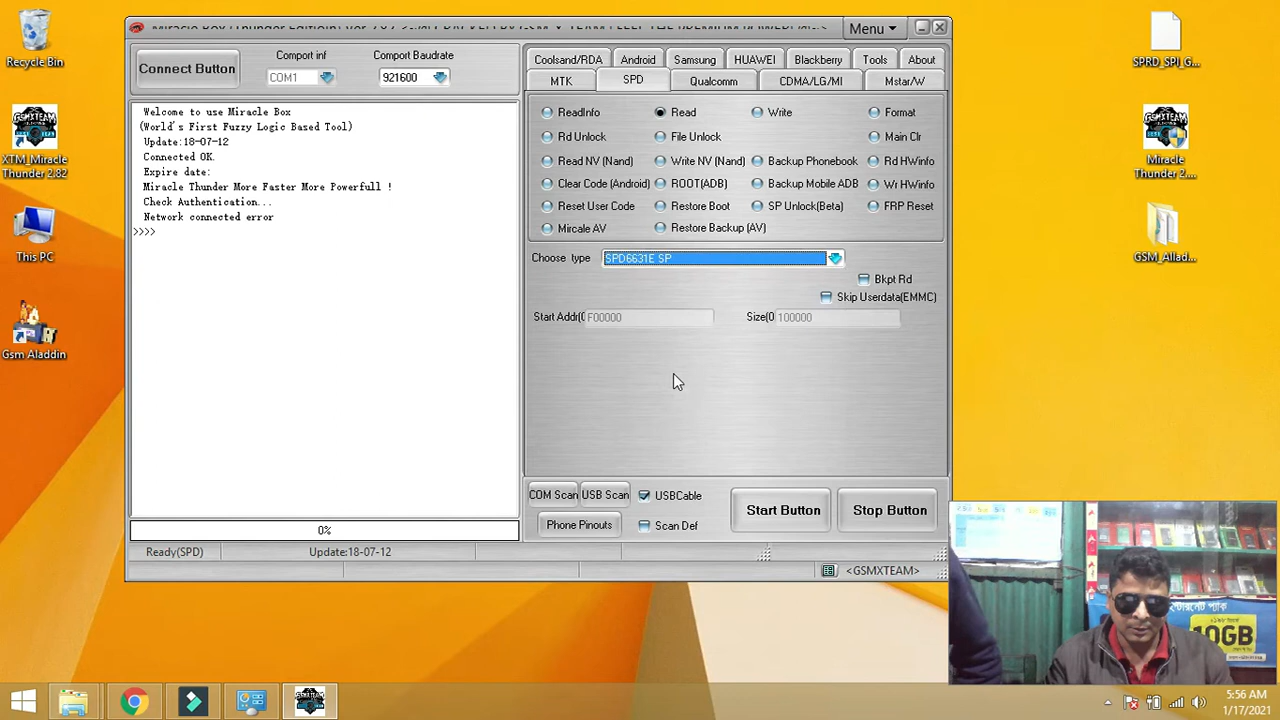 Recycle Bin
XTM_Miracle
Thunder 2.82
This PC
Gsm Aladdin
Menu
Connect Button
Comport inf
COM1
Comport Baudrate
921600
Welcome to use Miracle Box
(World's First Fuzzy Logic Based Tool)
Update:18-07-12
Connected OK.
Expire date:
Miracle Thunder More Faster More Powerfull !
Check Authentication...
Network connected error
>>>>
0%
Coolsand/RDA Android Samsung HUAWEI Blackberry Tools About
MTK SPD Qualcomm CDMA/LG/MI Mstar/W
ReadInfo Read Write Format
Rd Unlock File Unlock Main Clr
Read NV (Nand) Write NV (Nand) Backup Phonebook Rd HWinfo
Clear Code (Android) ROOT(ADB) Backup Mobile ADB Wr HWinfo
Reset User Code Restore Boot SP Unlock(Beta) FRP Reset
Mircale AV Restore Backup (AV)
Choose type SPD6631E SP
Bkpt Rd
Skip Userdata(EMMC)
Start Addr(0 F00000 Size(0 100000
COM Scan USB Scan USBCable
Phone Pinouts Scan Def
Start Button Stop Button
Ready(SPD) Update:18-07-12
<GSMXTEAM>
SPRD_SPI_G...
Miracle
Thunder 2....
GSM_Allad...
10GB
5:56 AM
1/17/2021